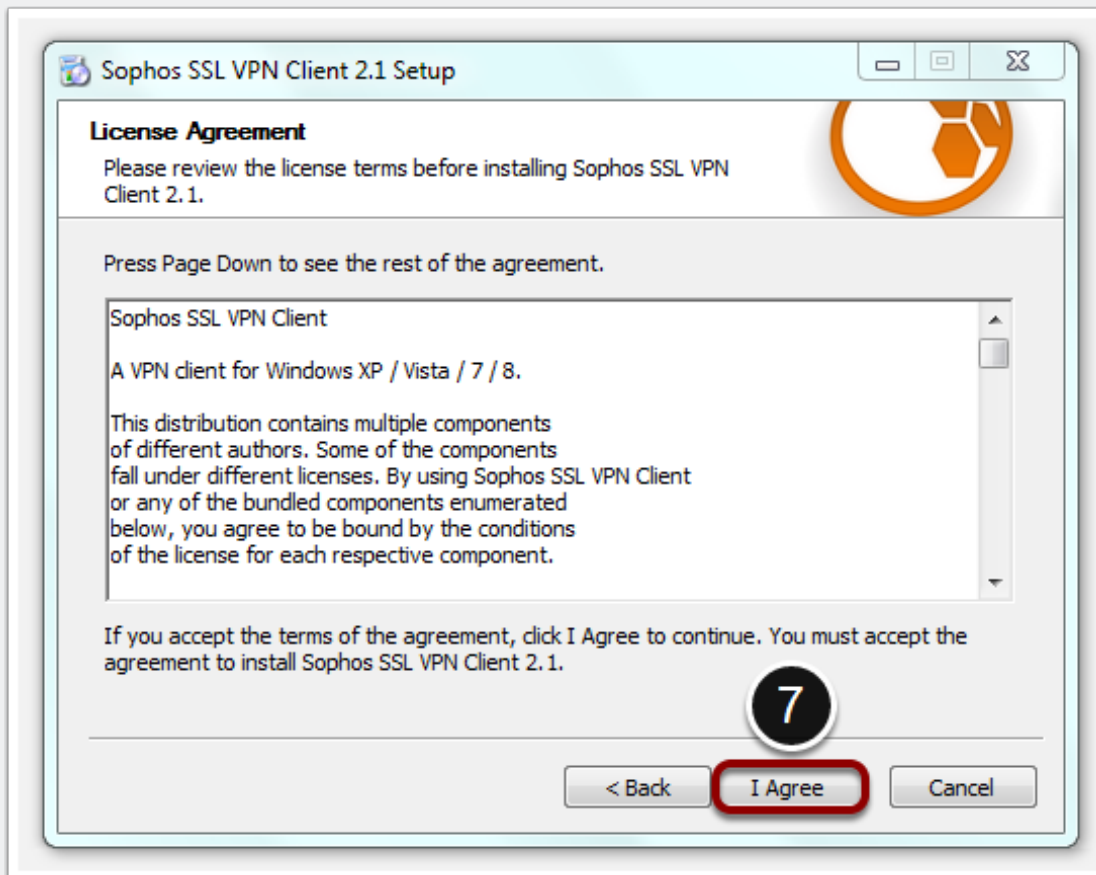 Sophos SSL VPN Client 2.1 Setup
License Agreement
Please review the license terms before installing Sophos SSL VPN
Client 2.1.
Press Page Down to see the rest of the agreement.
Sophos SSL VPN Client
A VPN client for Windows XP / Vista / 7 / 8.
This distribution contains multiple components
of different authors. Some of the components
fall under different licenses. By using Sophos SSL VPN Client
or any of the bundled components enumerated
below, you agree to be bound by the conditions
of the license for each respective component.
If you accept the terms of the agreement, click I Agree to continue. You must accept the
agreement to install Sophos SSL VPN Client 2.1.
7
< Back I Agree Cancel